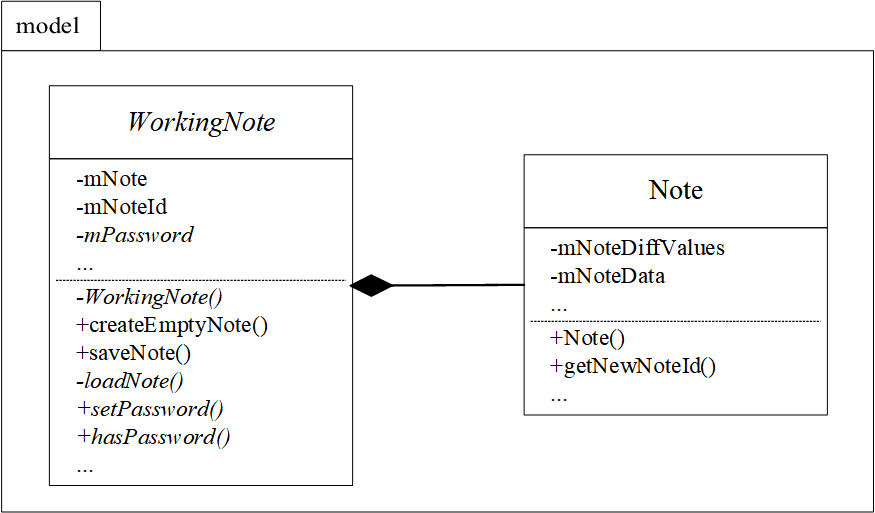 model
WorkingNote
-mNote
-mNoteId
-mPassword
...
-WorkingNote()
+createEmptyNote()
+saveNote()
-loadNote()
+setPassword()
+hasPassword()
...
Note
-mNoteDiffValues
-mNoteData
...
+Note()
+getNewNoteId()
...